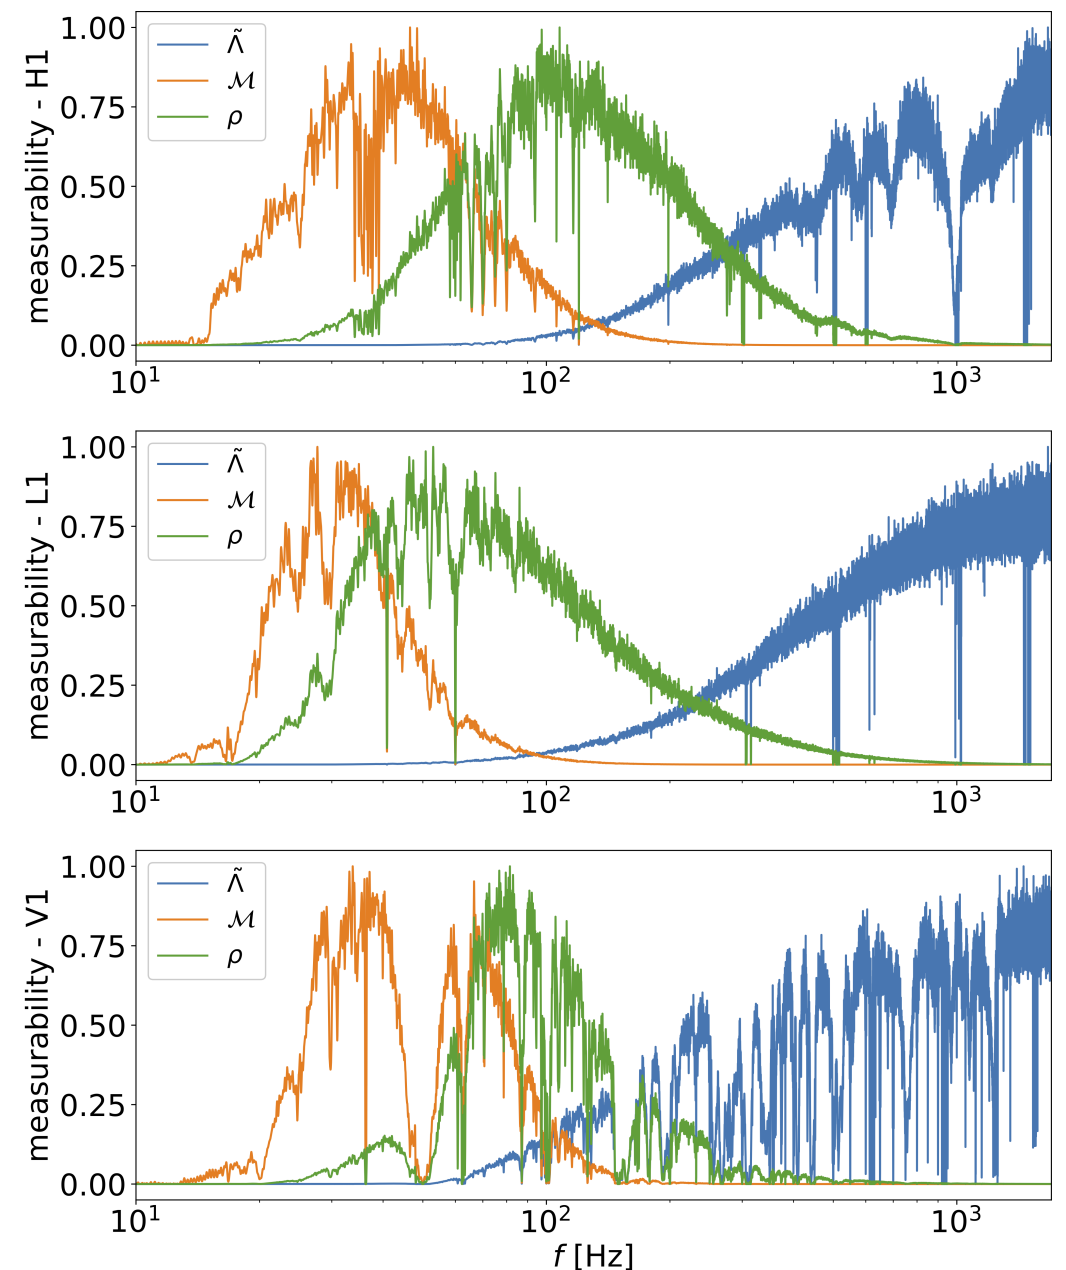 measurability - H1
1.00
0.75
0.50
0.25
0.00
Λ̃
ℳ
ρ
10¹
10²
10³
measurability - L1
1.00
0.75
0.50
0.25
0.00
Λ̃
ℳ
ρ
10¹
10²
10³
measurability - V1
1.00
0.75
0.50
0.25
0.00
Λ̃
ℳ
ρ
10¹
10²
10³
f [Hz]